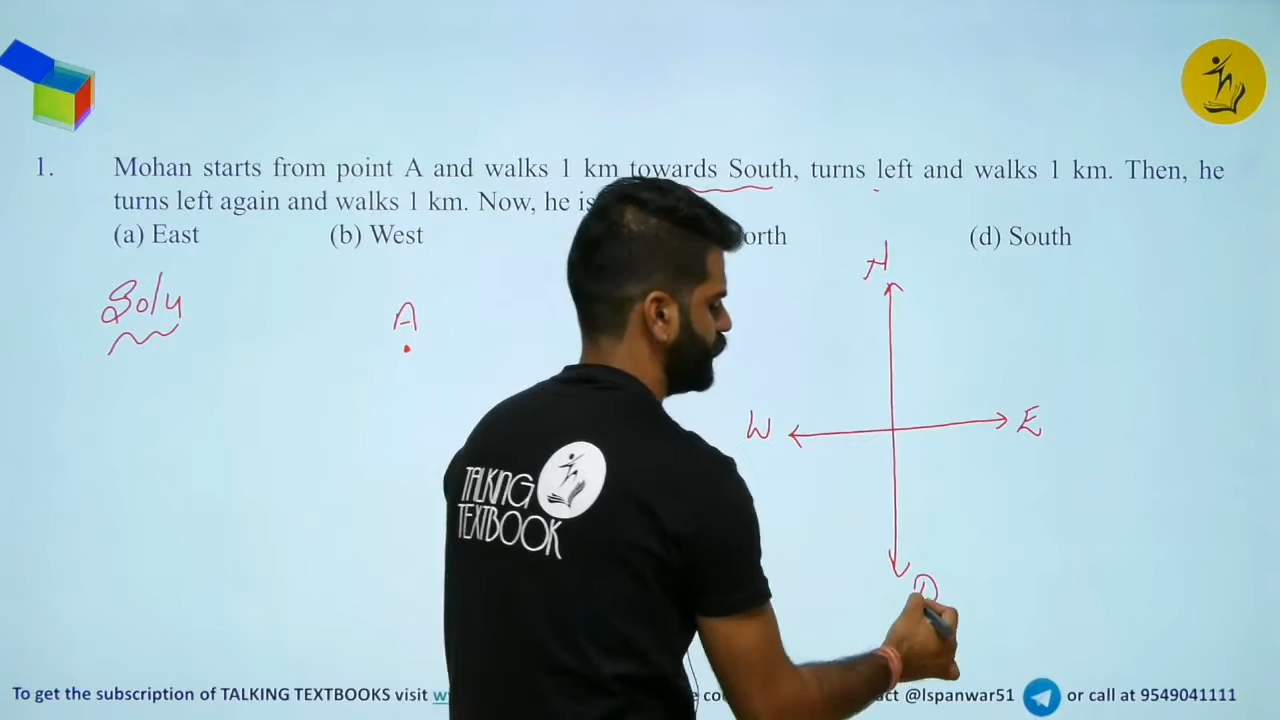 1. Mohan starts from point A and walks 1 km towards South, turns left and walks 1 km. Then, he
turns left again and walks 1 km. Now, he is
(a) East (b) West orth (d) South
N
A
W E
TALKING
TEXTBOOK
To get the subscription of TALKING TEXTBOOKS visit w @lspanwar51 or call at 9549041111